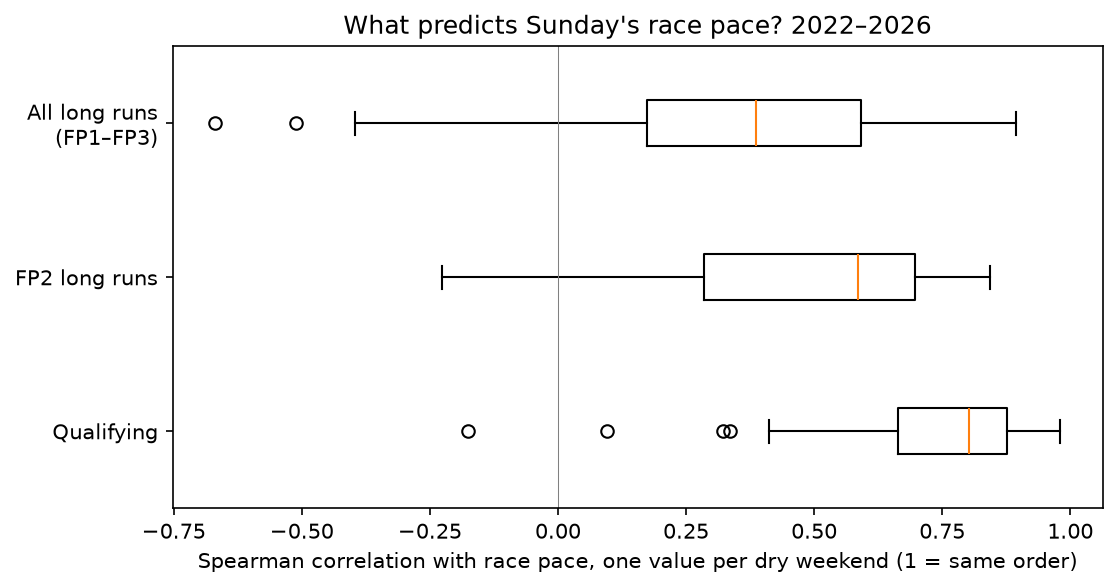 What predicts Sunday's race pace? 2022–2026
All long runs
(FP1–FP3)
FP2 long runs
Qualifying
−0.75 −0.50 −0.25 0.00 0.25 0.50 0.75 1.00
Spearman correlation with race pace, one value per dry weekend (1 = same order)